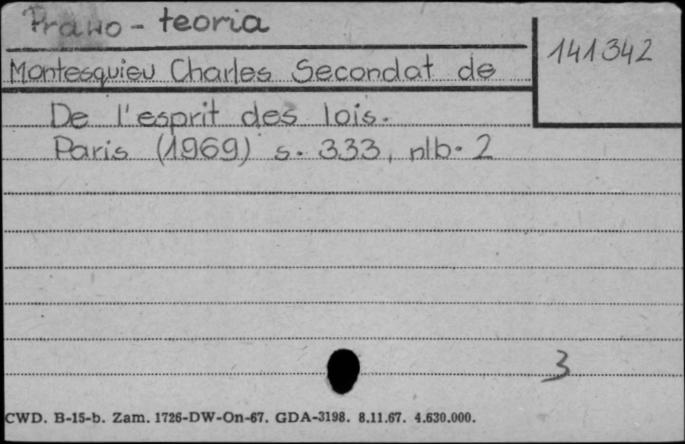 Prawo - teoria
141342
Montesquieu Charles Secondat de
De l'esprit des lois.
Paris (1969) s. 333, nlb. 2
3
CWD. B-15-b. Zam. 1726-DW-On-67. GDA-3198. 8.11.67. 4.630.000.